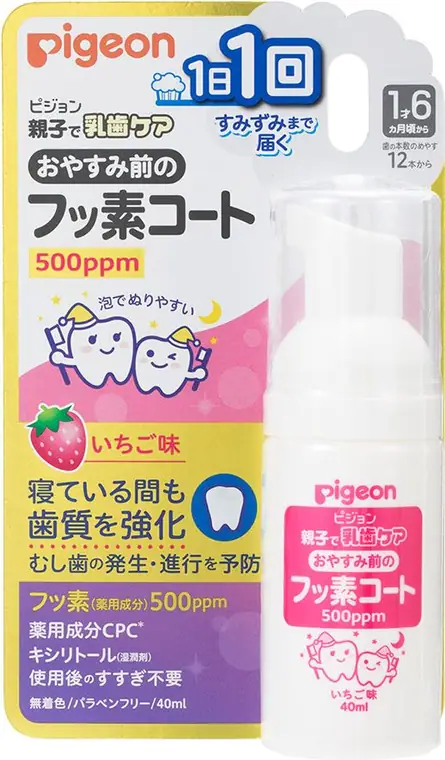 pigeon
1日1回
すみずみまで
届く
1才6
ヵ月頃から
歯の本数のめやす
12本から
ピジョン
親子で乳歯ケア
おやすみ前の
フッ素コート
500ppm
泡でぬりやすい
いちご味
寝ている間も
歯質を強化
むし歯の発生・進行を予防
フッ素(薬用成分)500ppm
薬用成分CPC*
キシリトール(湿潤剤)
使用後のすすぎ不要
無着色/パラベンフリー/40ml
pigeon
ピジョン
親子で乳歯ケア
おやすみ前の
フッ素コート
500ppm
いちご味
40ml